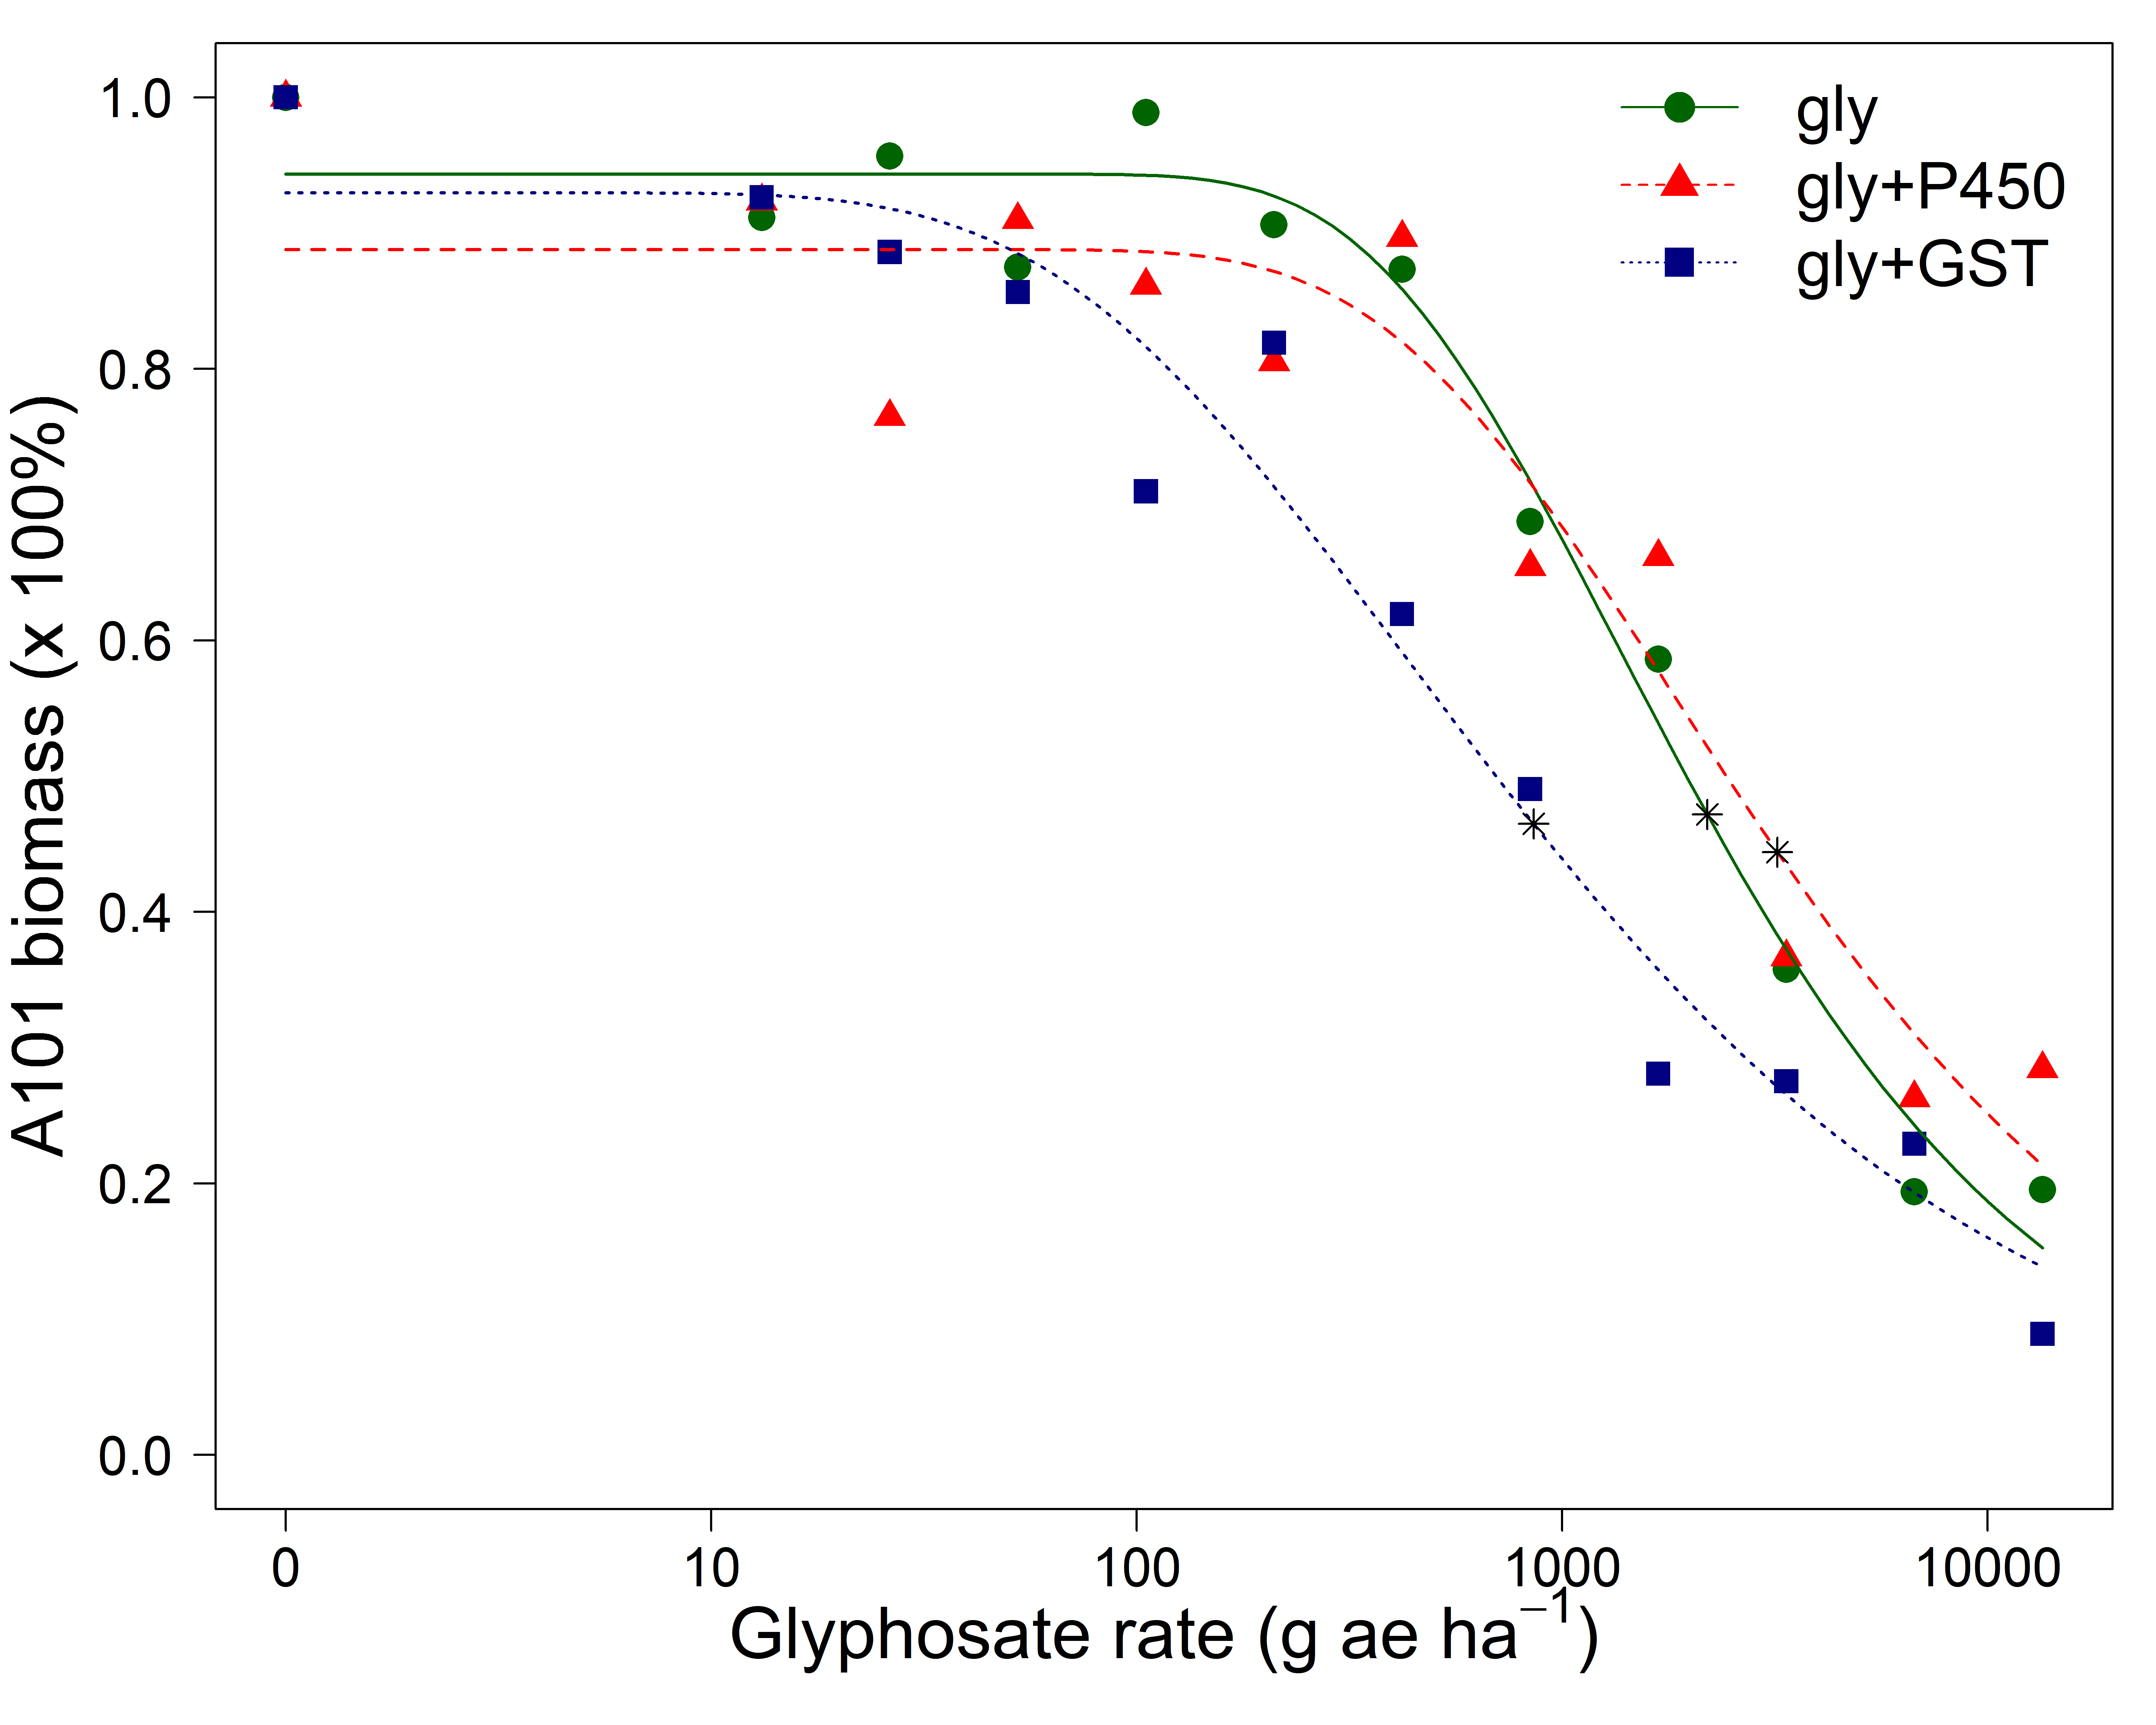 gly
gly+P450
gly+GST
A101 biomass (x 100%)
1.0
0.8
0.6
0.4
0.2
0.0
0 10 100 1000 10000
Glyphosate rate (g ae ha⁻¹)